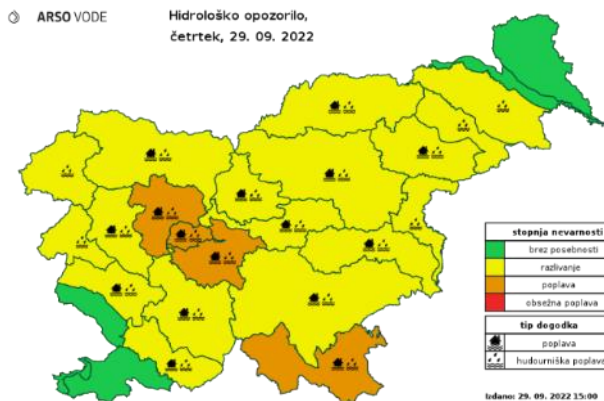 ARSO VODE
Hidrološko opozorilo,
četrtek, 29. 09. 2022
stopnja nevarnosti
brez posebnosti
razlivanje
poplava
obsežna poplava
tip dogodka
poplava
hudourniška poplava
Izdano: 29. 09. 2022 15:00